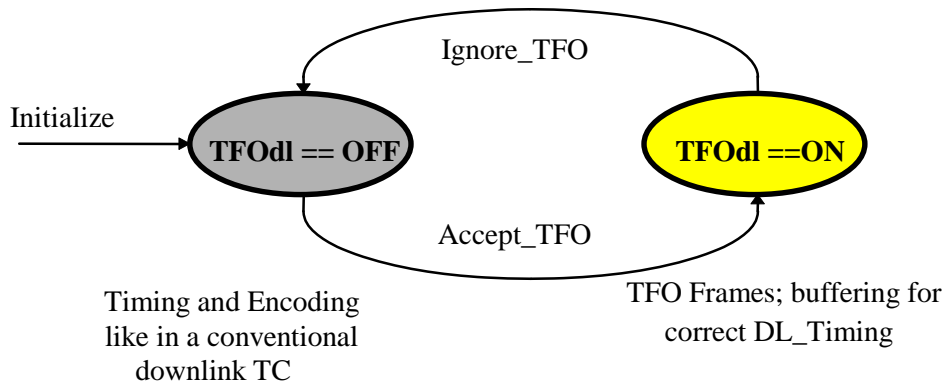 Ignore_TFO
Initialize
TFOdl == OFF
TFOdl ==ON
Accept_TFO
Timing and Encoding
like in a conventional
downlink TC
TFO Frames; buffering for
correct DL_Timing